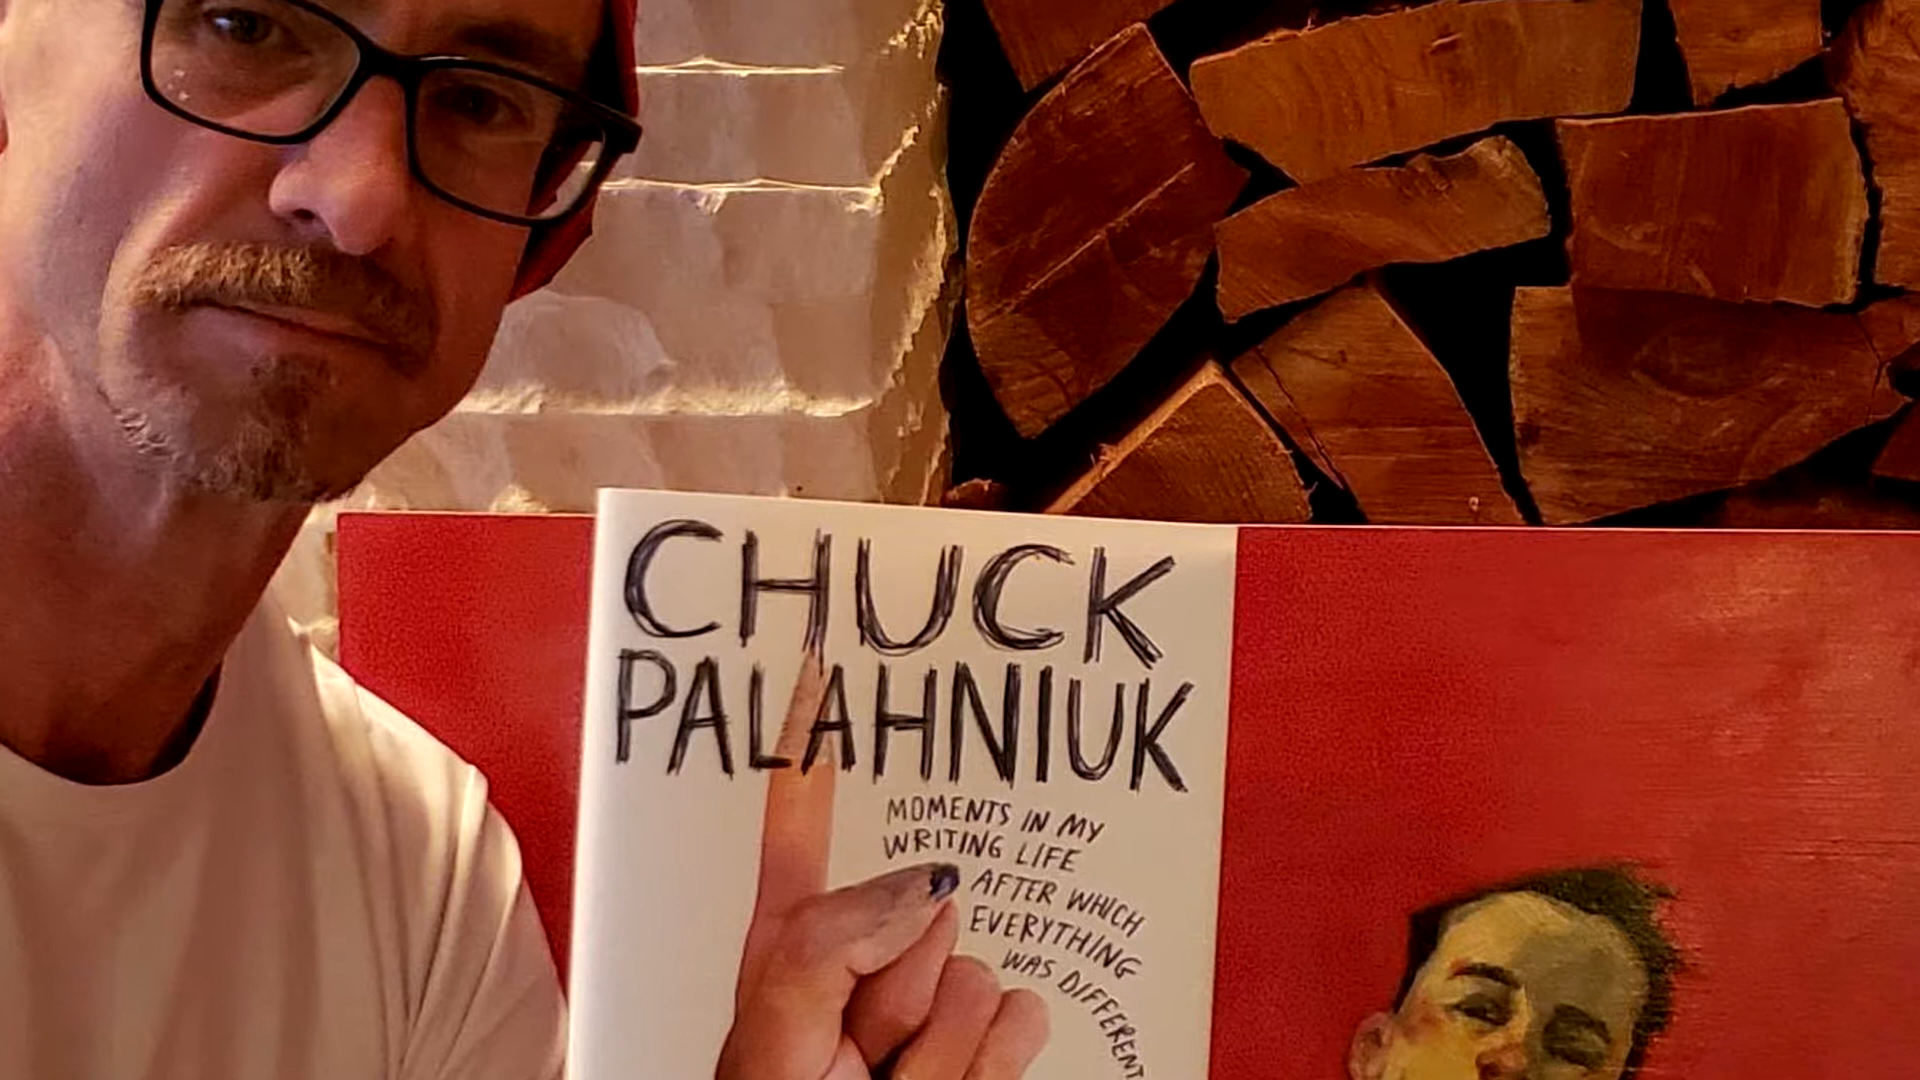 CHUCK
PALAHNIUK
MOMENTS IN MY
WRITING LIFE
AFTER WHICH
EVERYTHING
WAS DIFFERENT